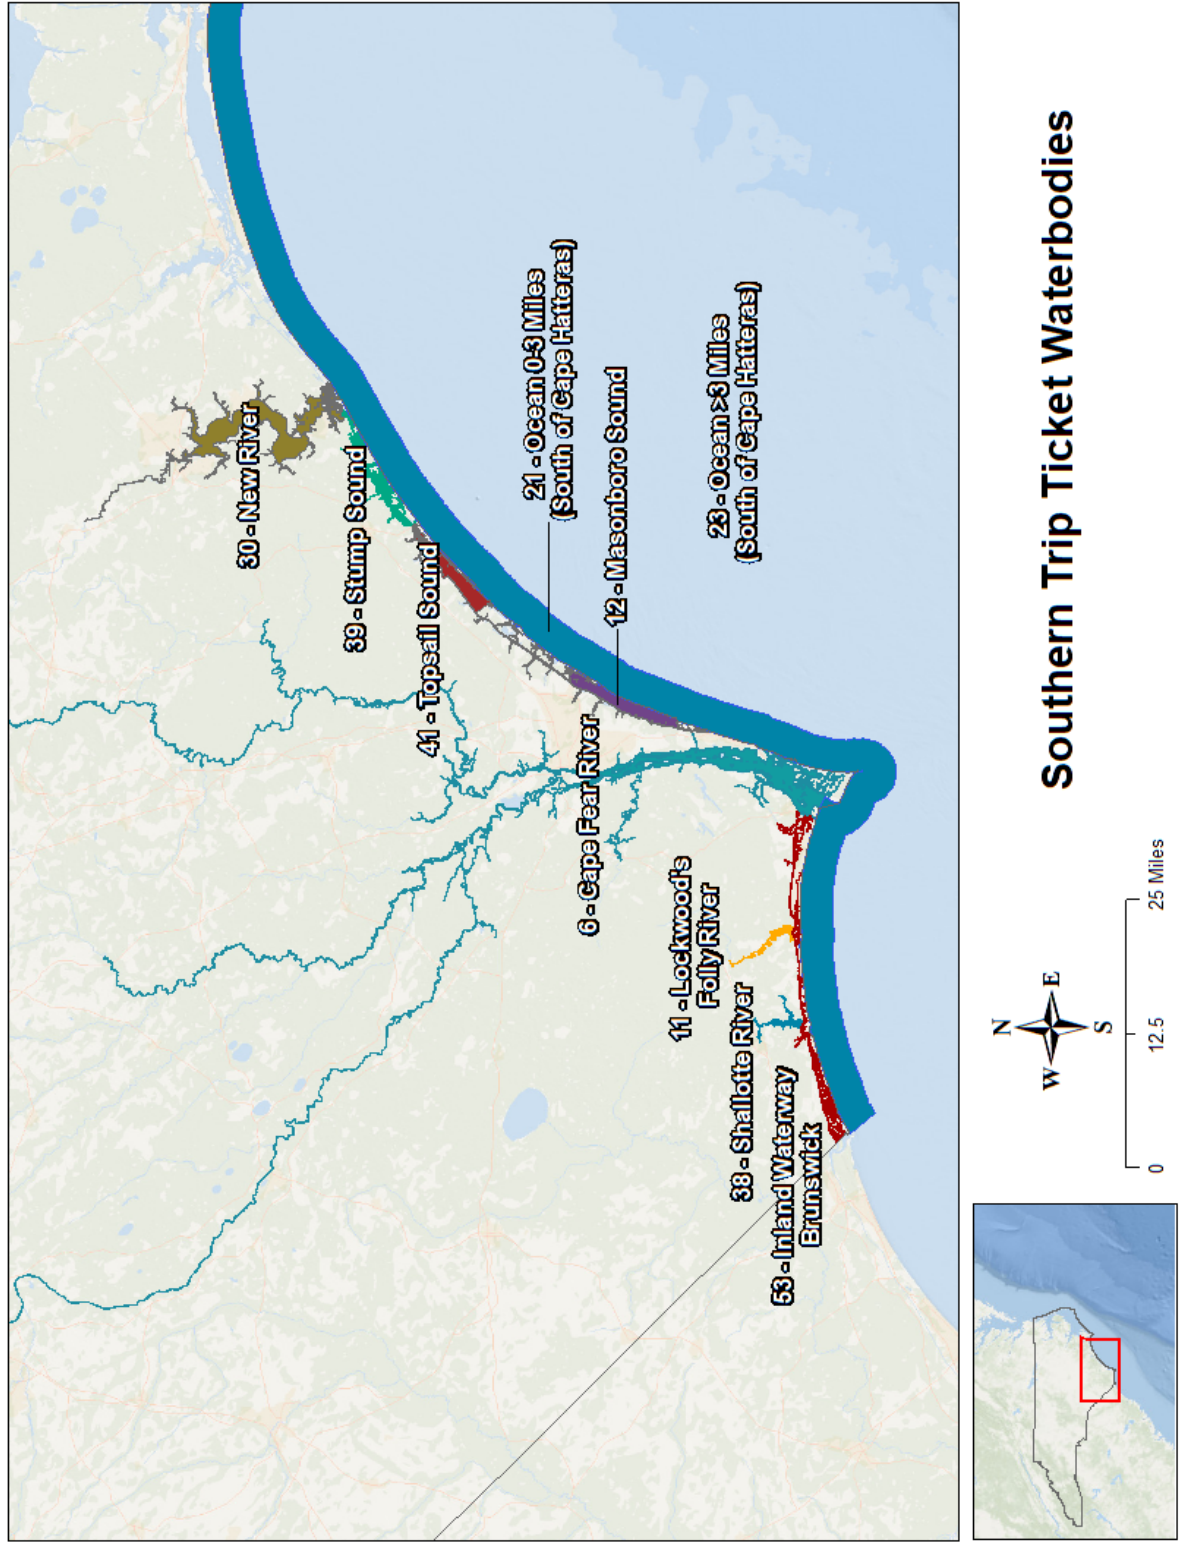 30 - New River
39 - Stump Sound
41 - Topsail Sound
21 - Ocean 0-3 Miles
(South of Cape Hatteras)
12 - Masonboro Sound
6 - Cape Fear River
23 - Ocean >3 Miles
(South of Cape Hatteras)
11 - Lockwood's
Folly River
38 - Shallotte River
53 - Inland Waterway
Brunswick
N
W
E
S
0
12.5
25 Miles
Southern Trip Ticket Waterbodies